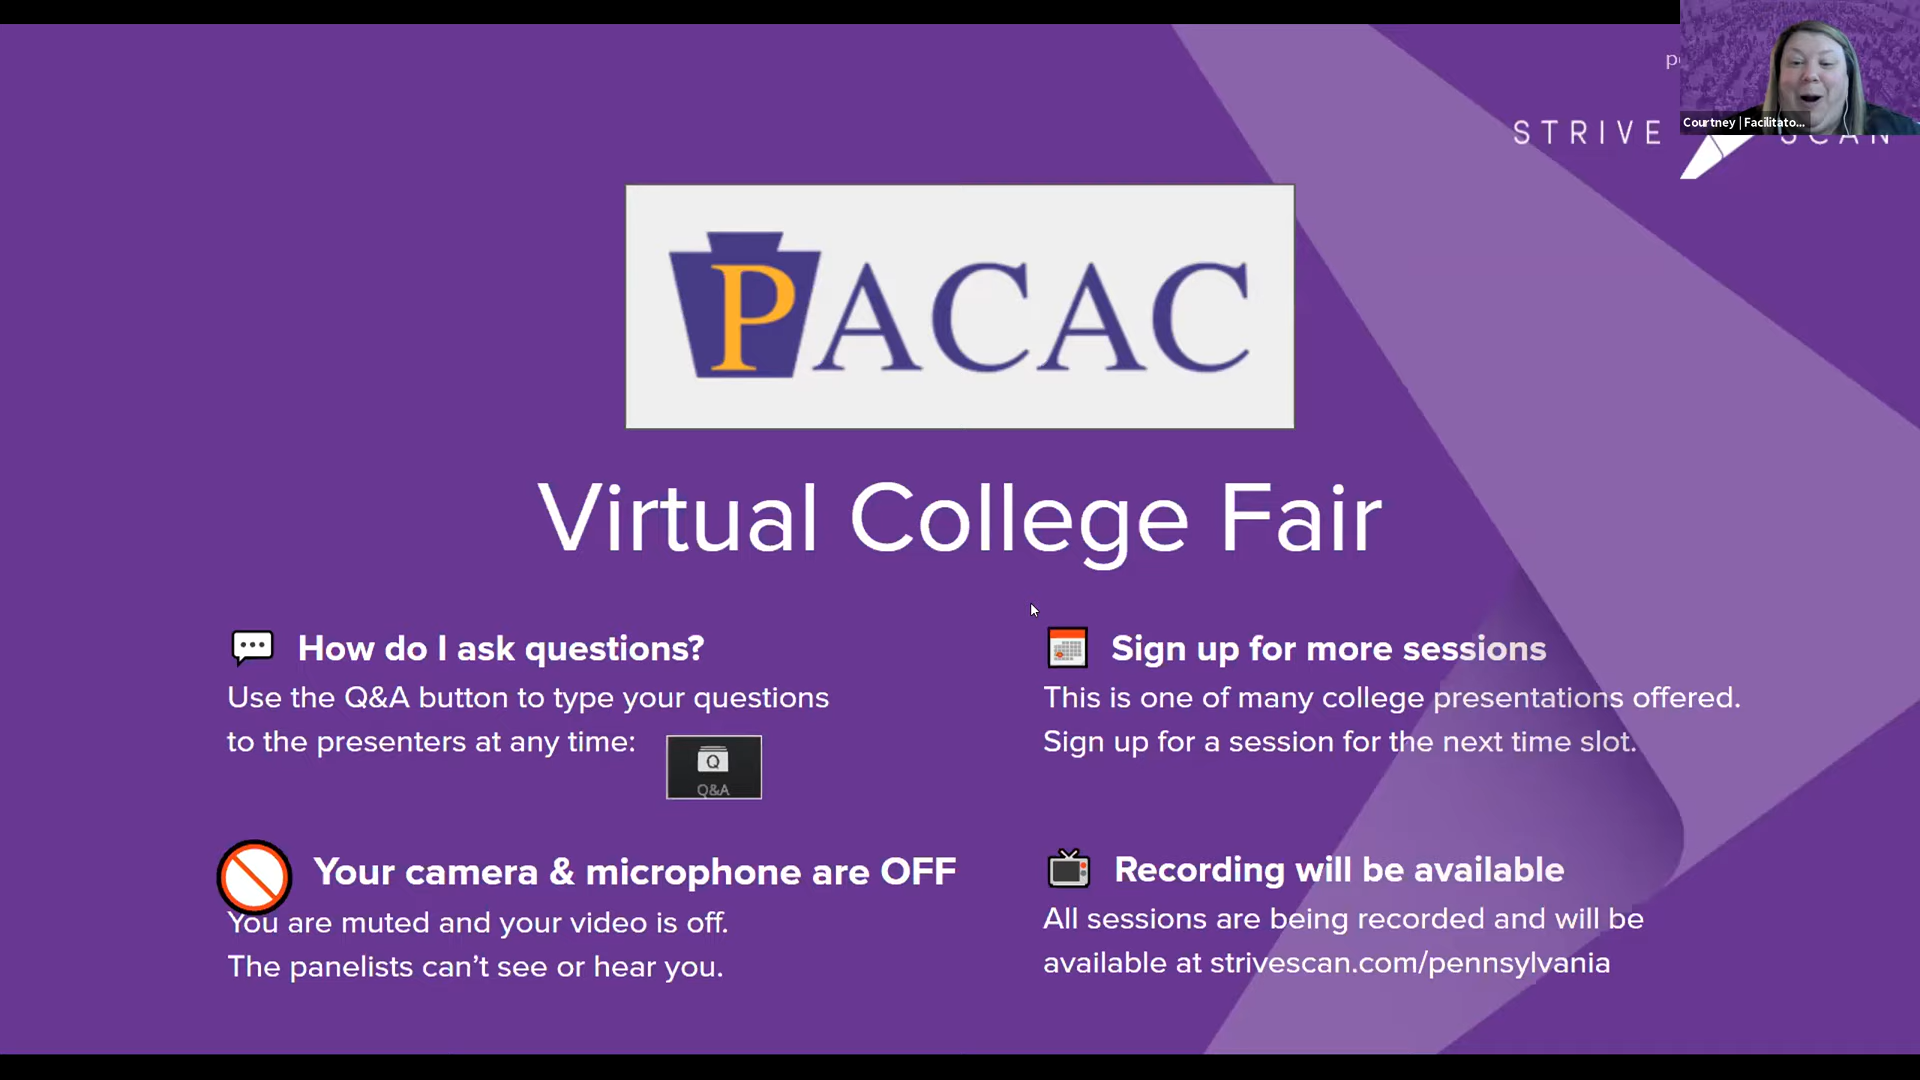 Courtney | Facilitato...
STRIVE SCAN
PACAC
Virtual College Fair
How do I ask questions?
Use the Q&A button to type your questions
to the presenters at any time:
Q
Q&A
Sign up for more sessions
This is one of many college presentations offered.
Sign up for a session for the next time slot.
Your camera & microphone are OFF
You are muted and your video is off.
The panelists can’t see or hear you.
Recording will be available
All sessions are being recorded and will be
available at strivescan.com/pennsylvania